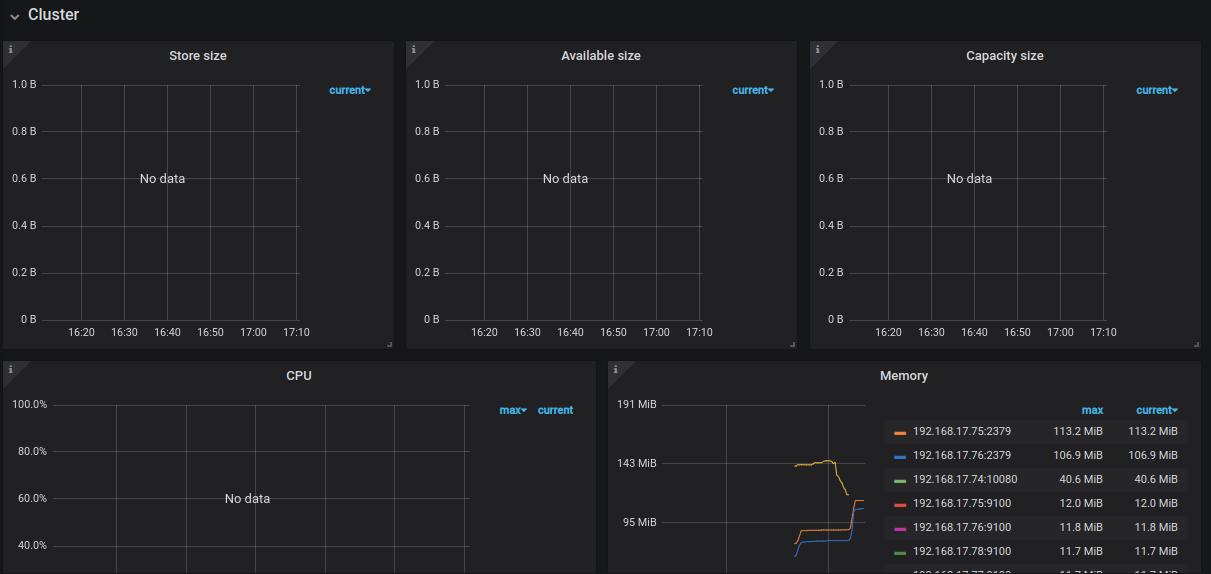 Cluster
Store size
Available size
Capacity size
1.0 B
0.8 B
0.6 B
0.4 B
0.2 B
0 B
No data
current
16:20 16:30 16:40 16:50 17:00 17:10
1.0 B
0.8 B
0.6 B
0.4 B
0.2 B
0 B
No data
current
16:20 16:30 16:40 16:50 17:00 17:10
1.0 B
0.8 B
0.6 B
0.4 B
0.2 B
0 B
No data
current
16:20 16:30 16:40 16:50 17:00 17:10
CPU
100.0%
80.0%
60.0%
40.0%
No data
max current
Memory
191 MiB
143 MiB
95 MiB
max current
192.168.17.75:2379 113.2 MiB 113.2 MiB
192.168.17.76:2379 106.9 MiB 106.9 MiB
192.168.17.74:10080 40.6 MiB 40.6 MiB
192.168.17.75:9100 12.0 MiB 12.0 MiB
192.168.17.76:9100 11.8 MiB 11.8 MiB
192.168.17.78:9100 11.7 MiB 11.7 MiB